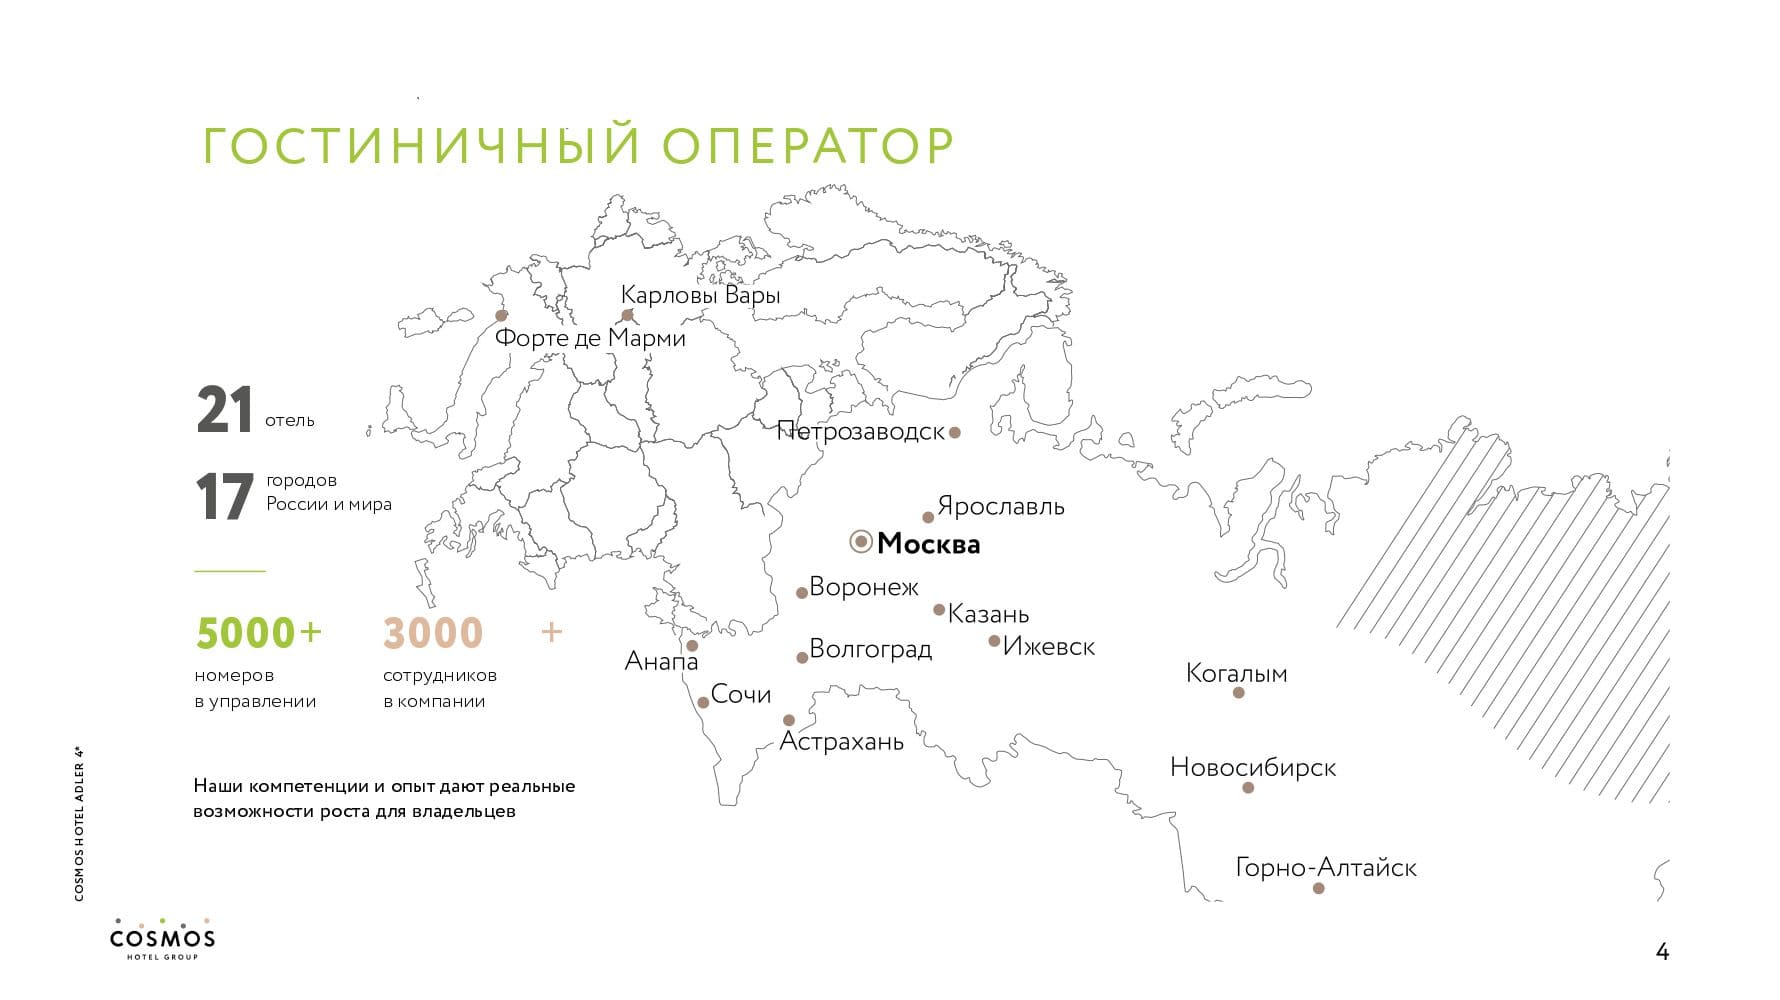 ГОСТИНИЧНЫЙ ОПЕРАТОР
Карловы Вары
Форте де Марми
21 отель
17 городов
России и мира
Петрозаводск
Ярославль
Москва
Воронеж
Казань
Волгоград
Ижевск
Анапа
Сочи
Астрахань
Когалым
Новосибирск
Горно-Алтайск
5000+
номеров
в управлении
3000 +
сотрудников
в компании
Наши компетенции и опыт дают реальные
возможности роста для владельцев
COSMOS HOTEL ADLER 4*
COSMOS
HOTEL GROUP
4